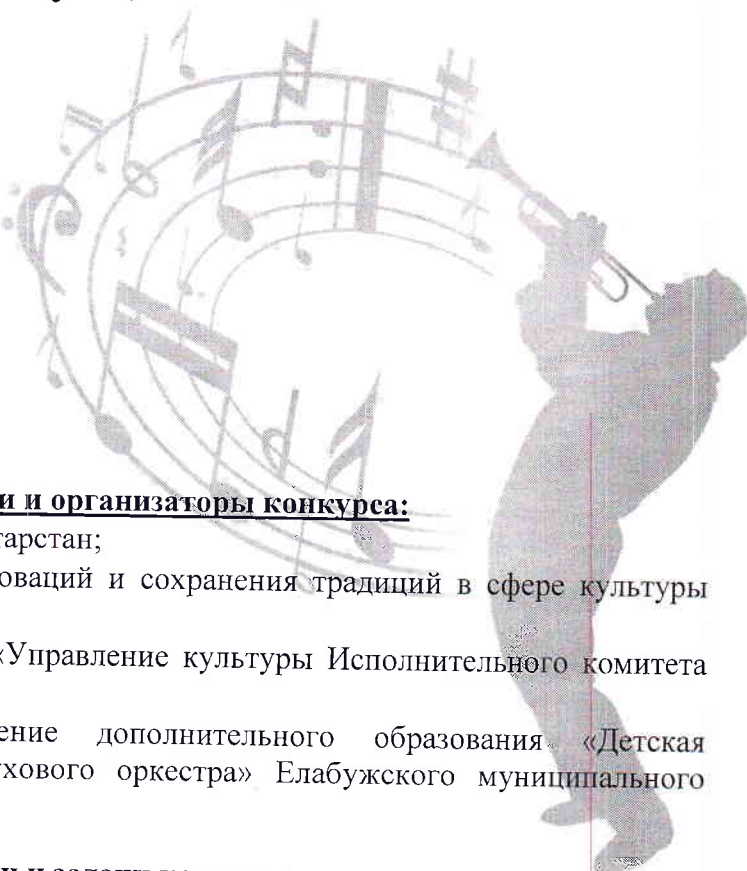 и и организаторы конкурса:
тарстан;
оваций и сохранения традиций в сфере культуры
«Управление культуры Исполнительного комитета
ение дополнительного образования «Детская
ухового оркестра» Елабужского муниципального